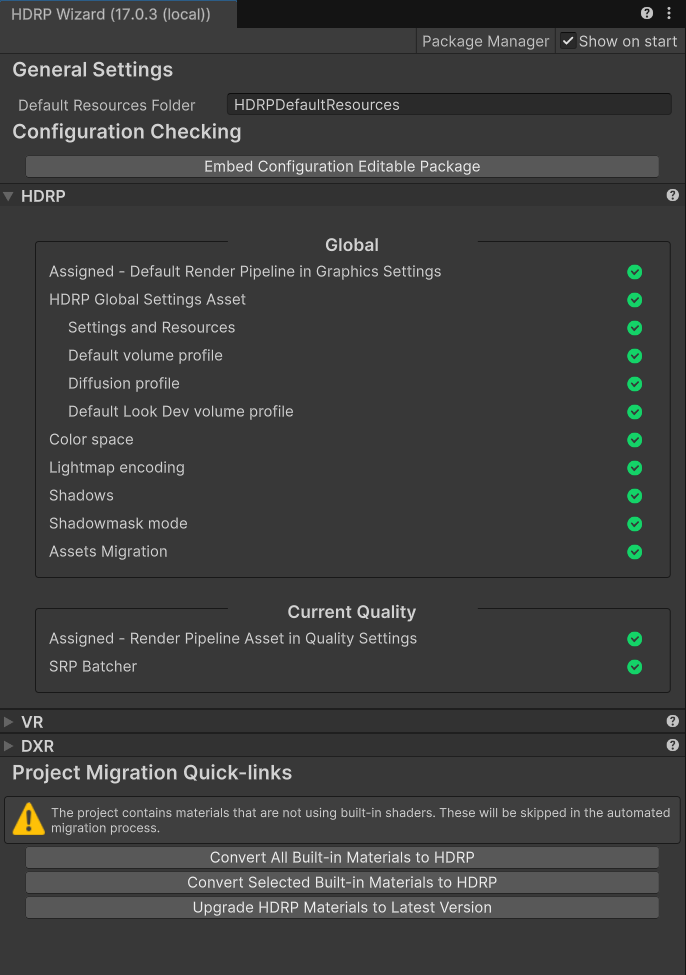 HDRP Wizard (17.0.3 (local))
Package Manager
Show on start
General Settings
Default Resources Folder
HDRPDefaultResources
Configuration Checking
Embed Configuration Editable Package
HDRP
Global
Assigned - Default Render Pipeline in Graphics Settings
HDRP Global Settings Asset
Settings and Resources
Default volume profile
Diffusion profile
Default Look Dev volume profile
Color space
Lightmap encoding
Shadows
Shadowmask mode
Assets Migration
Current Quality
Assigned - Render Pipeline Asset in Quality Settings
SRP Batcher
VR
DXR
Project Migration Quick-links
The project contains materials that are not using built-in shaders. These will be skipped in the automated
migration process.
Convert All Built-in Materials to HDRP
Convert Selected Built-in Materials to HDRP
Upgrade HDRP Materials to Latest Version